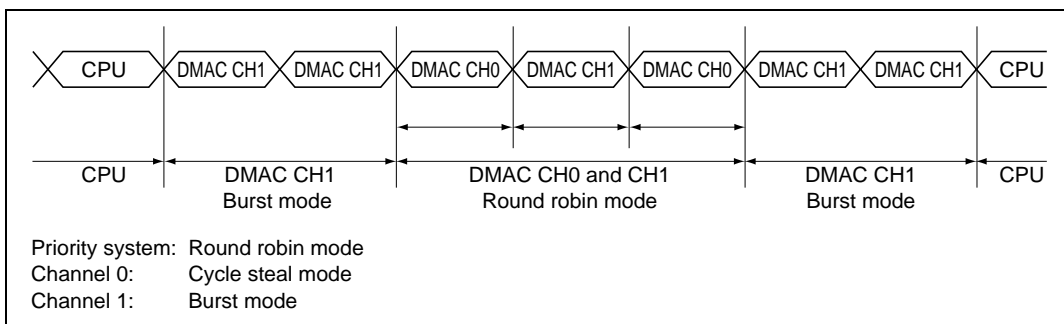 CPU DMAC CH1 DMAC CH1 DMAC CH0 DMAC CH1 DMAC CH0 DMAC CH1 DMAC CH1 CPU
CPU DMAC CH1 DMAC CH0 and CH1 DMAC CH1 CPU
Burst mode Round robin mode Burst mode
Priority system: Round robin mode
Channel 0: Cycle steal mode
Channel 1: Burst mode